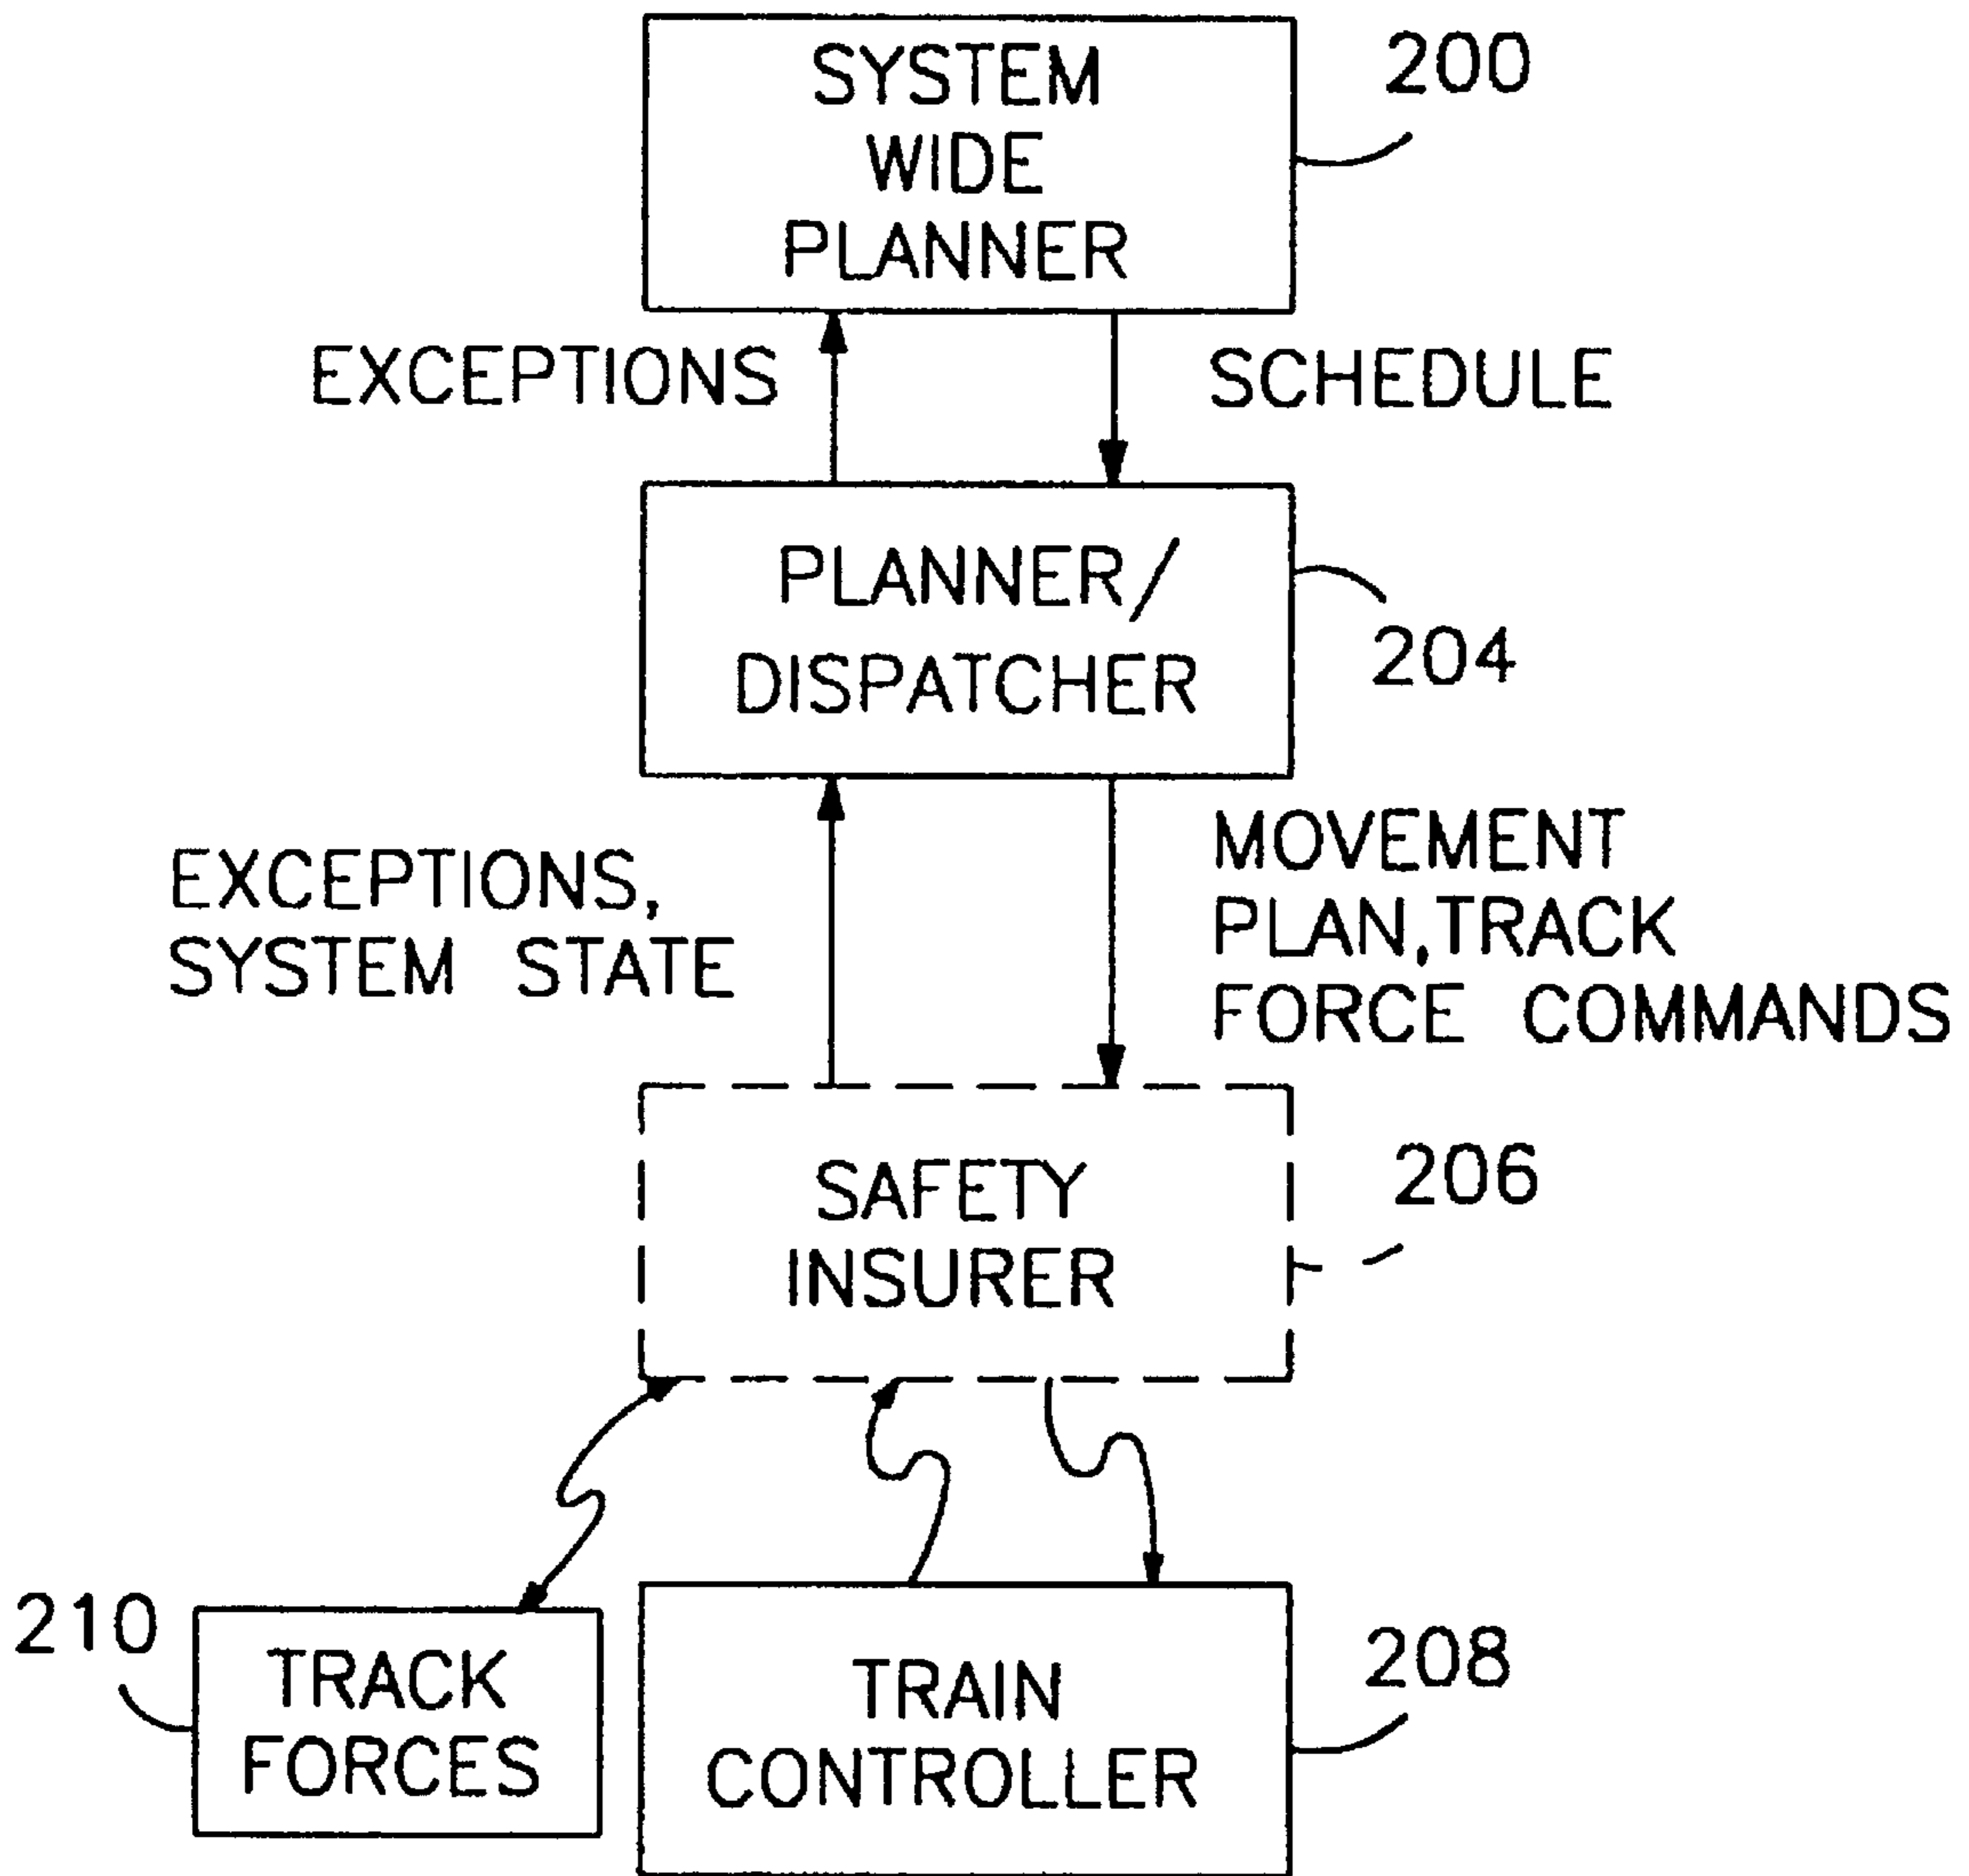 SYSTEM
WIDE
PLANNER
200
EXCEPTIONS
SCHEDULE
PLANNER/
DISPATCHER
204
EXCEPTIONS,
SYSTEM STATE
MOVEMENT
PLAN,TRACK
FORCE COMMANDS
SAFETY
INSURER
206
210
TRACK
FORCES
TRAIN
CONTROLLER
208